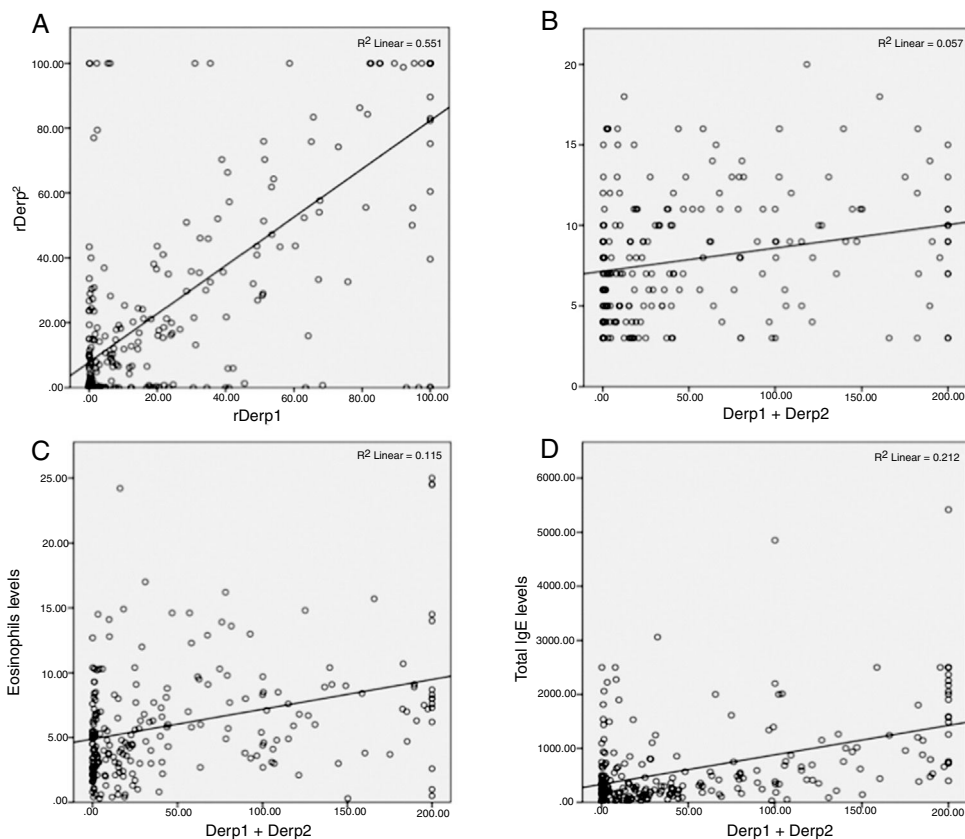 A
R² Linear = 0.551
100.00
80.00
60.00
40.00
20.00
.00
rDerp²
.00 20.00 40.00 60.00 80.00 100.00
rDerp1
B
R² Linear = 0.057
20
15
10
5
0
.00 50.00 100.00 150.00 200.00
Derp1 + Derp2
C
R² Linear = 0.115
25.00
20.00
15.00
10.00
5.00
.00
Eosinophils levels
.00 50.00 100.00 150.00 200.00
Derp1 + Derp2
D
R² Linear = 0.212
6000.00
5000.00
4000.00
3000.00
2000.00
1000.00
.00
Total IgE levels
.00 50.00 100.00 150.00 200.00
Derp1 + Derp2